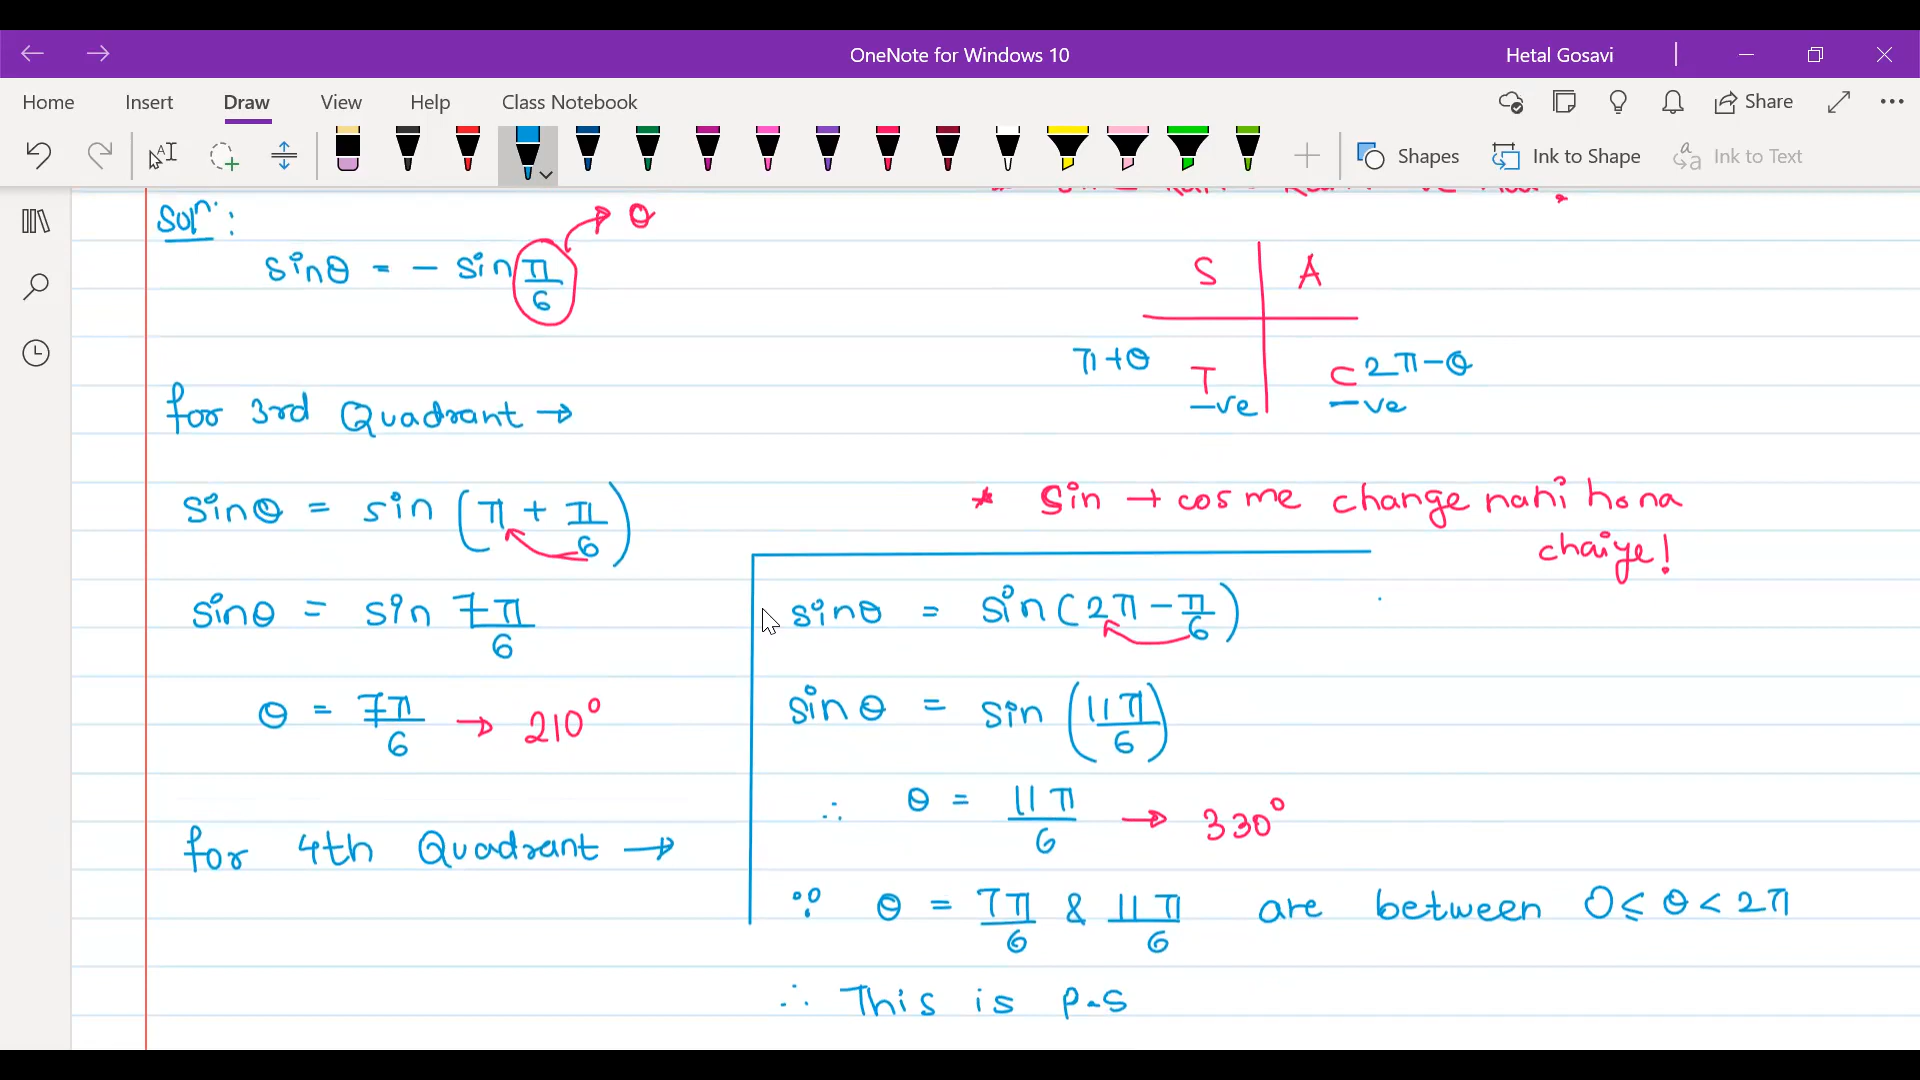 OneNote for Windows 10
Hetal Gosavi
Home Insert Draw View Help Class Notebook
Share
Shapes Ink to Shape Ink to Text
Solⁿ:
θ
sinθ = - sin π/6
S A
π+θ T C 2π-θ
-ve -ve
for 3rd Quadrant →
* Sin → cos me change nahi hona
chaiye!
sinθ = sin (π + π/6)
sinθ = sin 7π/6
θ = 7π/6 → 210°
for 4th Quadrant →
sinθ = sin(2π - π/6)
sinθ = sin (11π/6)
∴ θ = 11π/6 → 330°
∵ θ = 7π/6 & 11π/6 are between 0 ≤ θ < 2π
∴ This is p.s